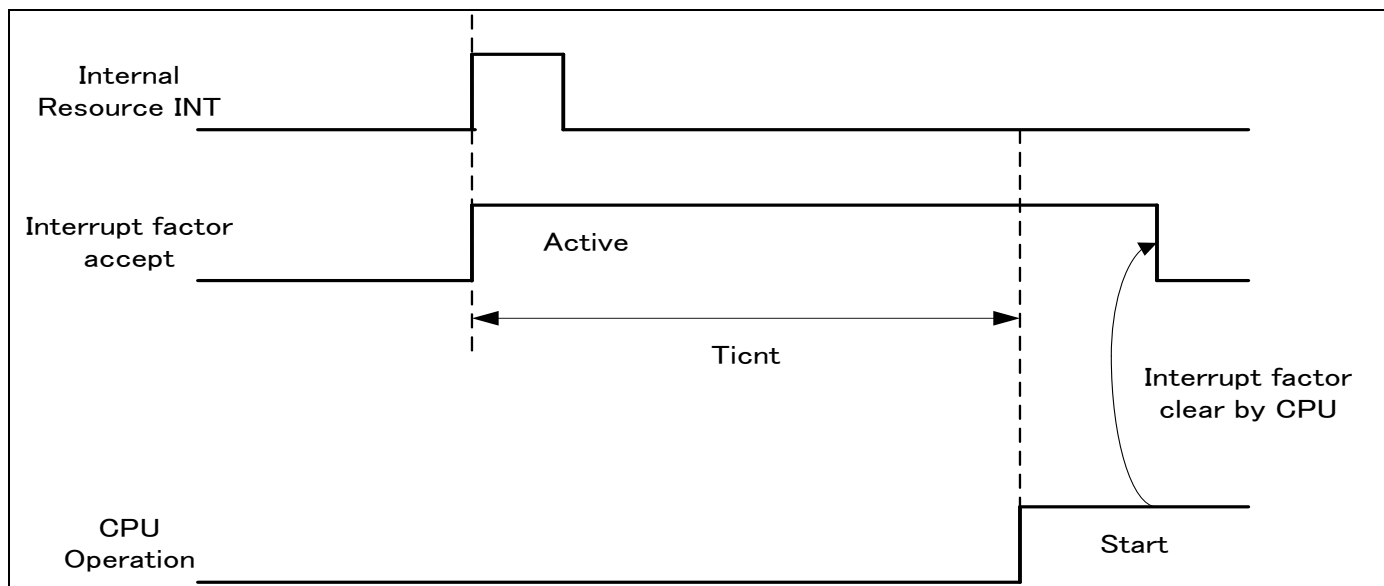 Internal
Resource INT
Interrupt factor
accept
Active
Ticnt
Interrupt factor
clear by CPU
CPU
Operation
Start